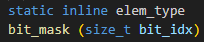 static inline elem_type
bit_mask (size_t bit_idx)